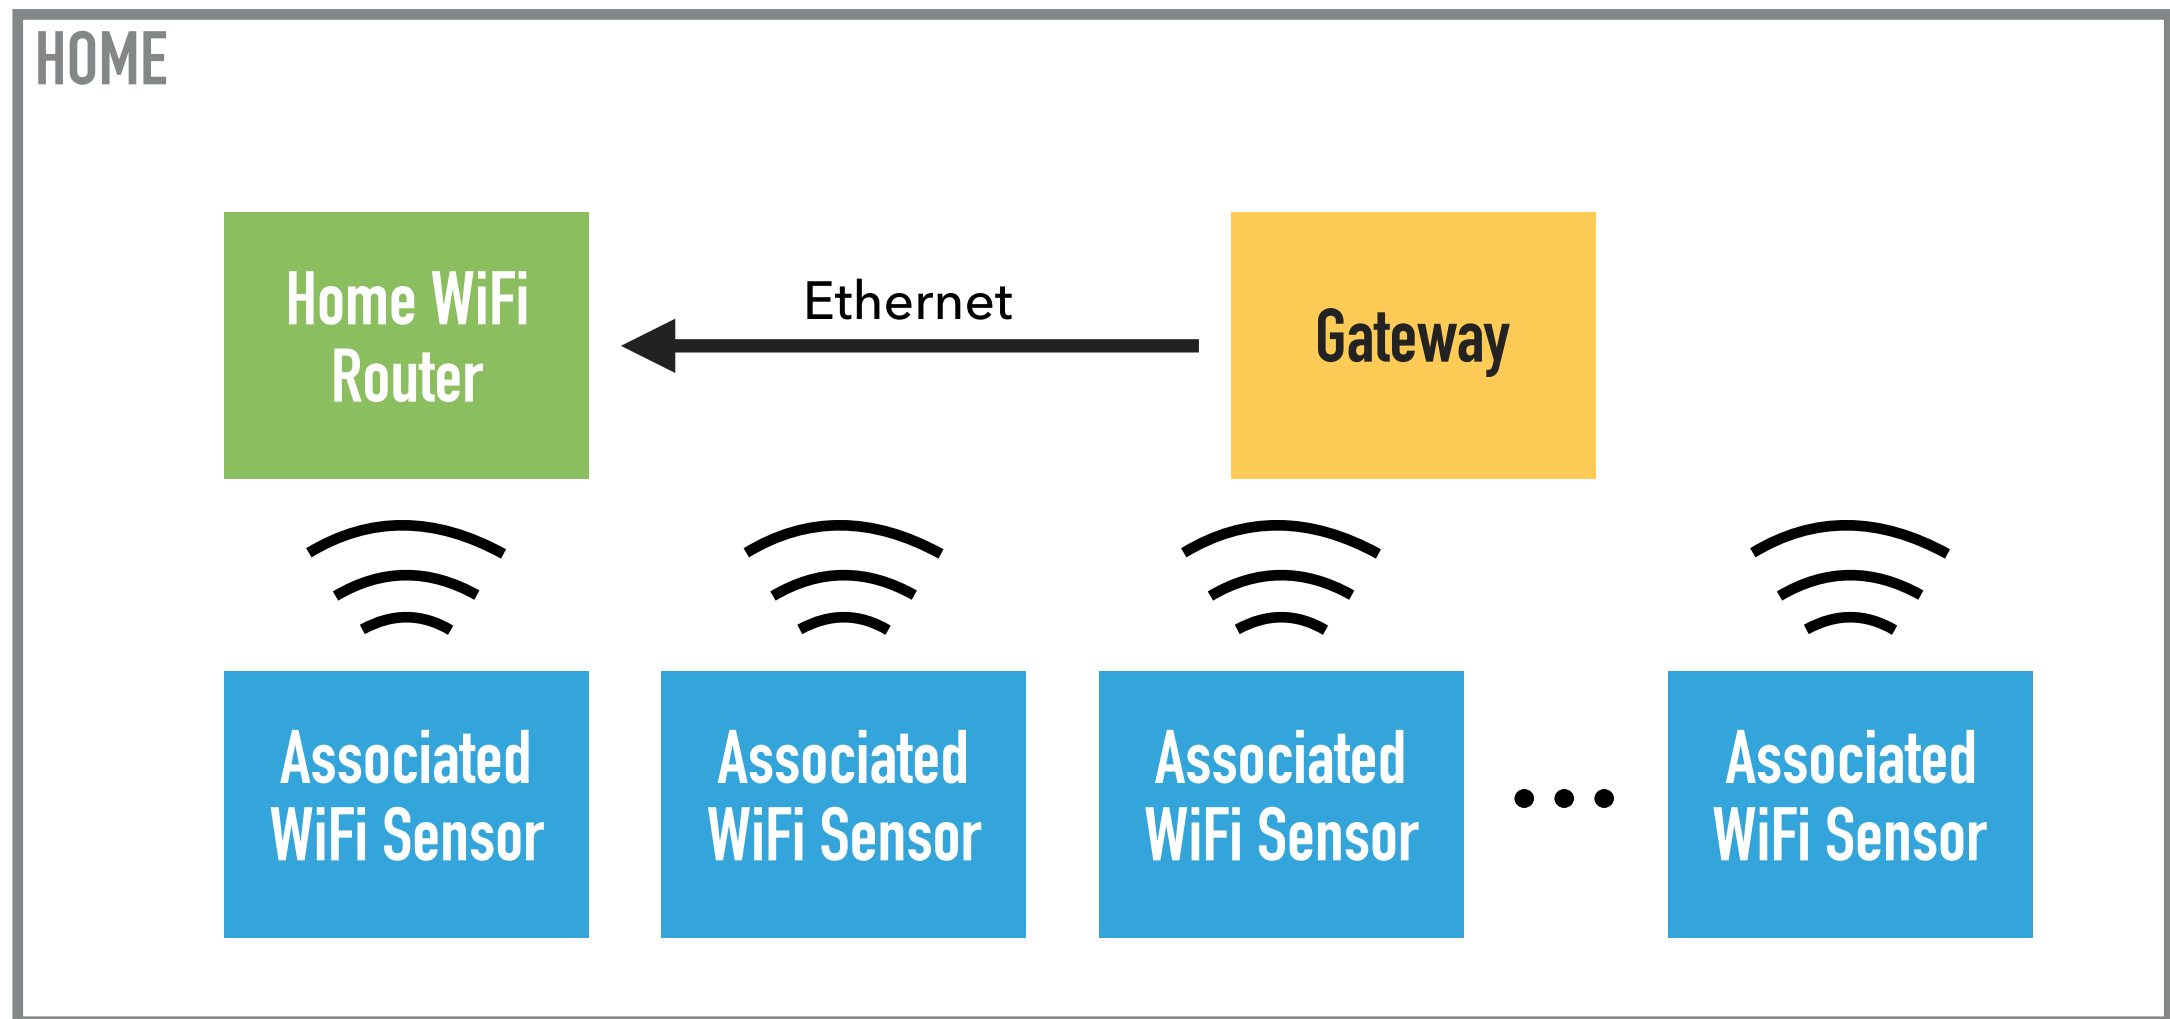 HOME
Home WiFi
Router
Ethernet
Gateway
Associated
WiFi Sensor
Associated
WiFi Sensor
Associated
WiFi Sensor
Associated
WiFi Sensor